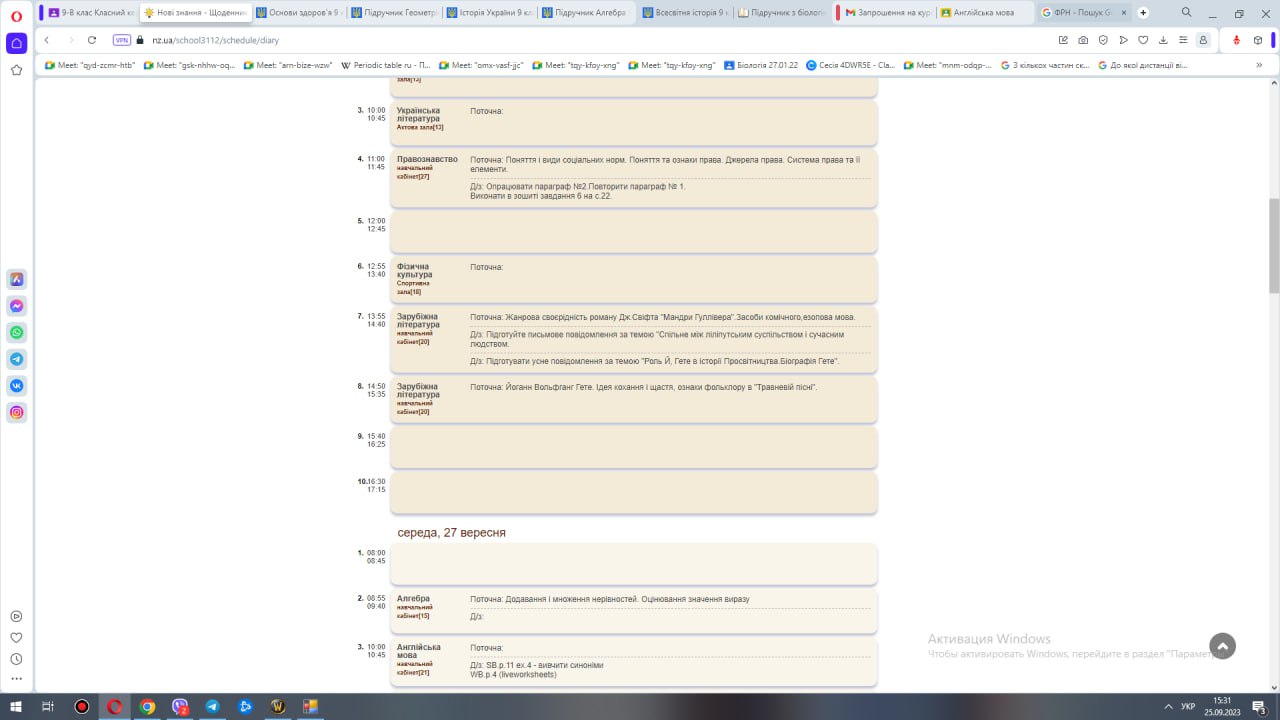 9-В клас Класний кє
Нові знання - Щоденни
Основи здоров'я 9 -
Підручник Геометр
Історія України 9 кл
Підручник Алгебра
Всесвітня історія 9 к
Підручник з біологі
Запрошення на кур
Англійська мова
ФРН - Пошук G
VPN
nz.ua/school3112/schedule/diary
Meet: "qyd-zcmr-htb"
Meet: "gsk-nhhw-oq...
Meet: "arn-bize-wzw"
Periodic table ru - П...
Meet: "omx-vasf-jjc"
Meet: "tqy-kfoy-xng"
Meet: "tqy-kfoy-xng"
Біологія 27.01.22
Сесія 4DWR5E - Cla...
Meet: "mnm-odqp-...
З кількох частин ск...
До якої дистанції ві...
»
зала[13]
3. 10:00
10:45
Українська
література
Актова зала[13]
Поточна:
4. 11:00
11:45
Правознавство
навчальний
кабінет[27]
Поточна: Поняття і види соціальних норм. Поняття та ознаки права. Джерела права. Система права та її
елементи.
Д/з: Опрацювати параграф №2.Повторити параграф № 1.
Виконати в зошиті завдання 6 на с.22.
5. 12:00
12:45
6. 12:55
13:40
Фізична
культура
Спортивна
зала[18]
Поточна:
7. 13:55
14:40
Зарубіжна
література
навчальний
кабінет[20]
Поточна: Жанрова своєрідність роману Дж.Свіфта "Мандри Гуллівера".Засоби комічного,езопова мова.
Д/з: Підготуйте письмове повідомлення за темою "Спільне між ліліпутським суспільством і сучасним
людством.
Д/з: Підготувати усне повідомлення за темою "Роль Й, Гете в історії Просвітництва.Біографія Гете".
8. 14:50
15:35
Зарубіжна
література
навчальний
кабінет[20]
Поточна: Йоганн Вольфганг Гете. Ідея кохання і щастя, ознаки фольклору в "Травневій пісні".
9. 15:40
16:25
10.16:30
17:15
середа, 27 вересня
1. 08:00
08:45
2. 08:55
09:40
Алгебра
навчальний
кабінет[15]
Поточна: Додавання і множення нерівностей. Оцінювання значення виразу
Д/з:
3. 10:00
10:45
Англійська
мова
навчальний
кабінет[21]
Поточна:
Д/з: SB.p.11 ex.4 - вивчити синоніми
WB.p.4 (liveworksheets)
Активация Windows
Чтобы активировать Windows, перейдите в раздел "Парамет
2
УКР
15:31
25.09.2023
3